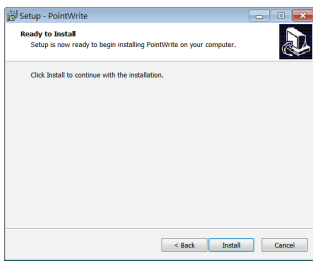 Setup - PointWrite
Ready to Install
Setup is now ready to begin installing PointWrite on your computer.
Click Install to continue with the installation.
< Back Install Cancel